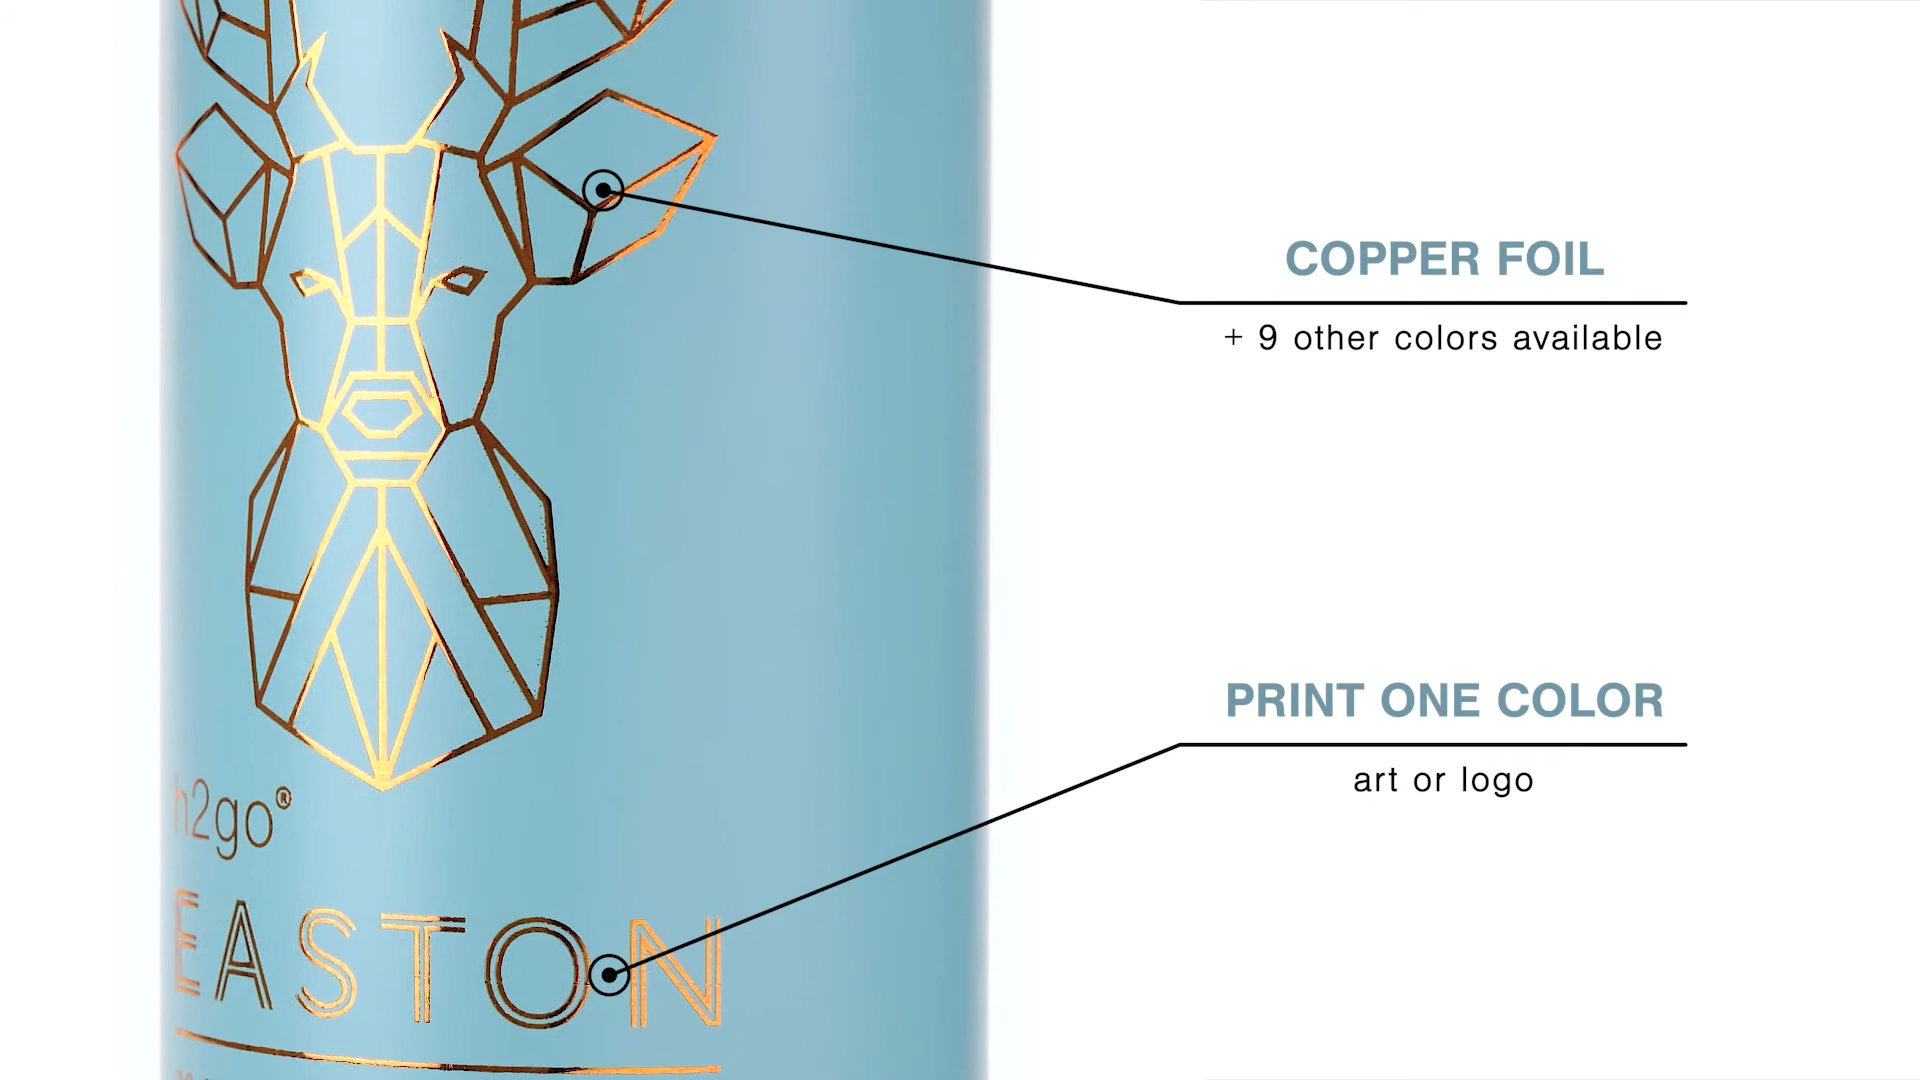 COPPER FOIL
+ 9 other colors available
PRINT ONE COLOR
art or logo
h2go®
EASTON